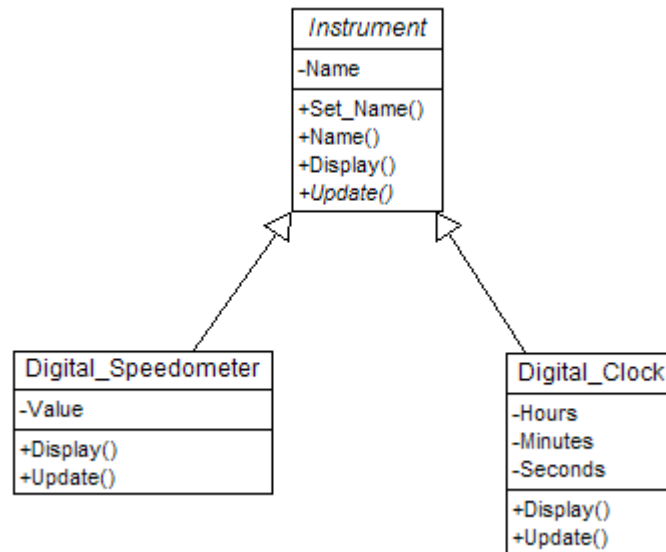 Instrument
-Name
+Set_Name()
+Name()
+Display()
+Update()
Digital_Speedometer
-Value
+Display()
+Update()
Digital_Clock
-Hours
-Minutes
-Seconds
+Display()
+Update()